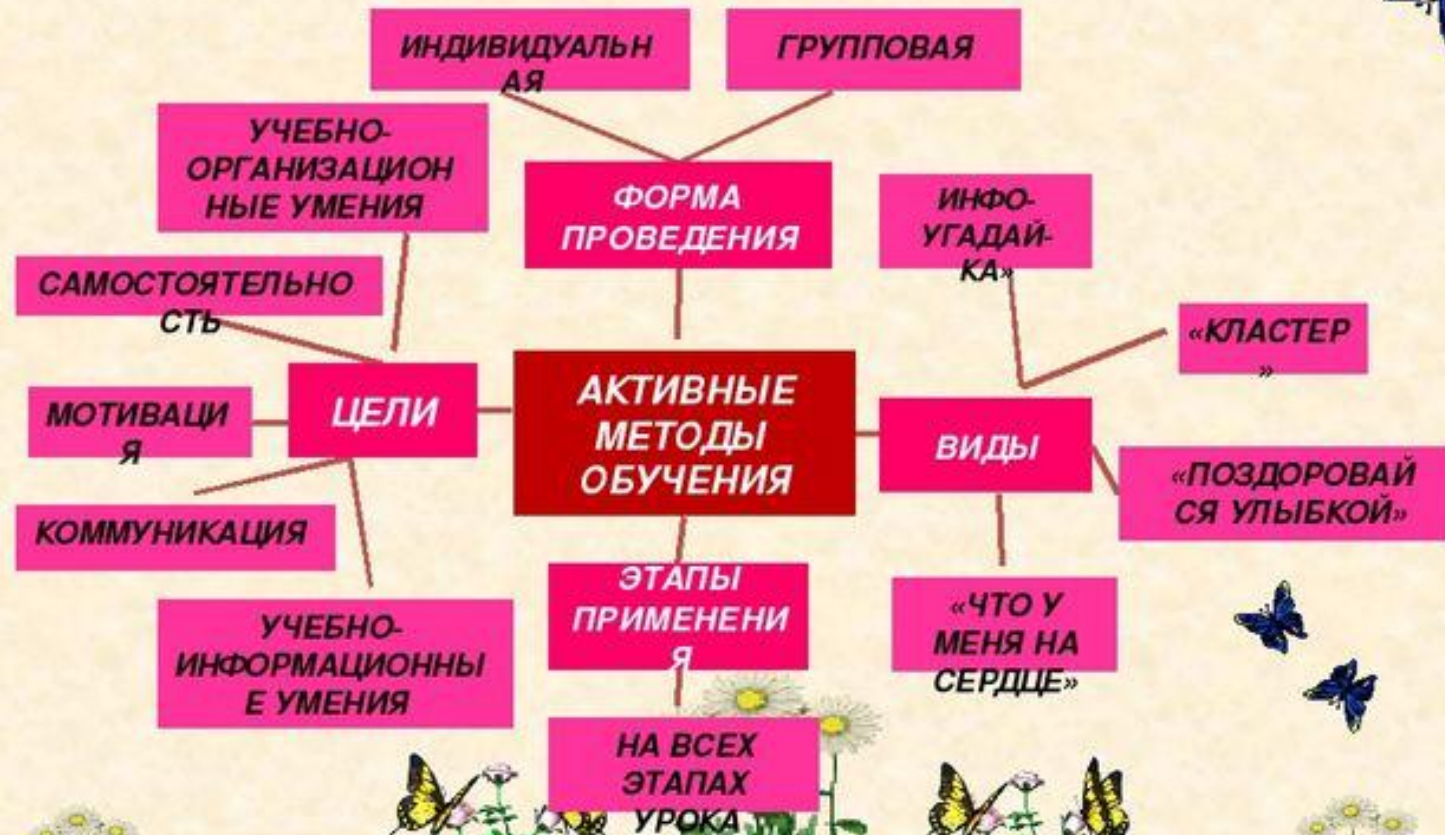 ИНДИВИДУАЛЬН
АЯ
ГРУППОВАЯ
УЧЕБНО-
ОРГАНИЗАЦИОН
НЫЕ УМЕНИЯ
ФОРМА
ПРОВЕДЕНИЯ
ИНФО-
УГАДАЙ-
КА»
САМОСТОЯТЕЛЬНО
СТЬ
«КЛАСТЕР
»
ЦЕЛИ
АКТИВНЫЕ
МЕТОДЫ
ОБУЧЕНИЯ
МОТИВАЦИ
Я
ВИДЫ
«ПОЗДОРОВАЙ
СЯ УЛЫБКОЙ»
КОММУНИКАЦИЯ
ЭТАПЫ
ПРИМЕНЕНИ
Я
«ЧТО У
МЕНЯ НА
СЕРДЦЕ»
УЧЕБНО-
ИНФОРМАЦИОННЫ
Е УМЕНИЯ
НА ВСЕХ
ЭТАПАХ
УРОКА